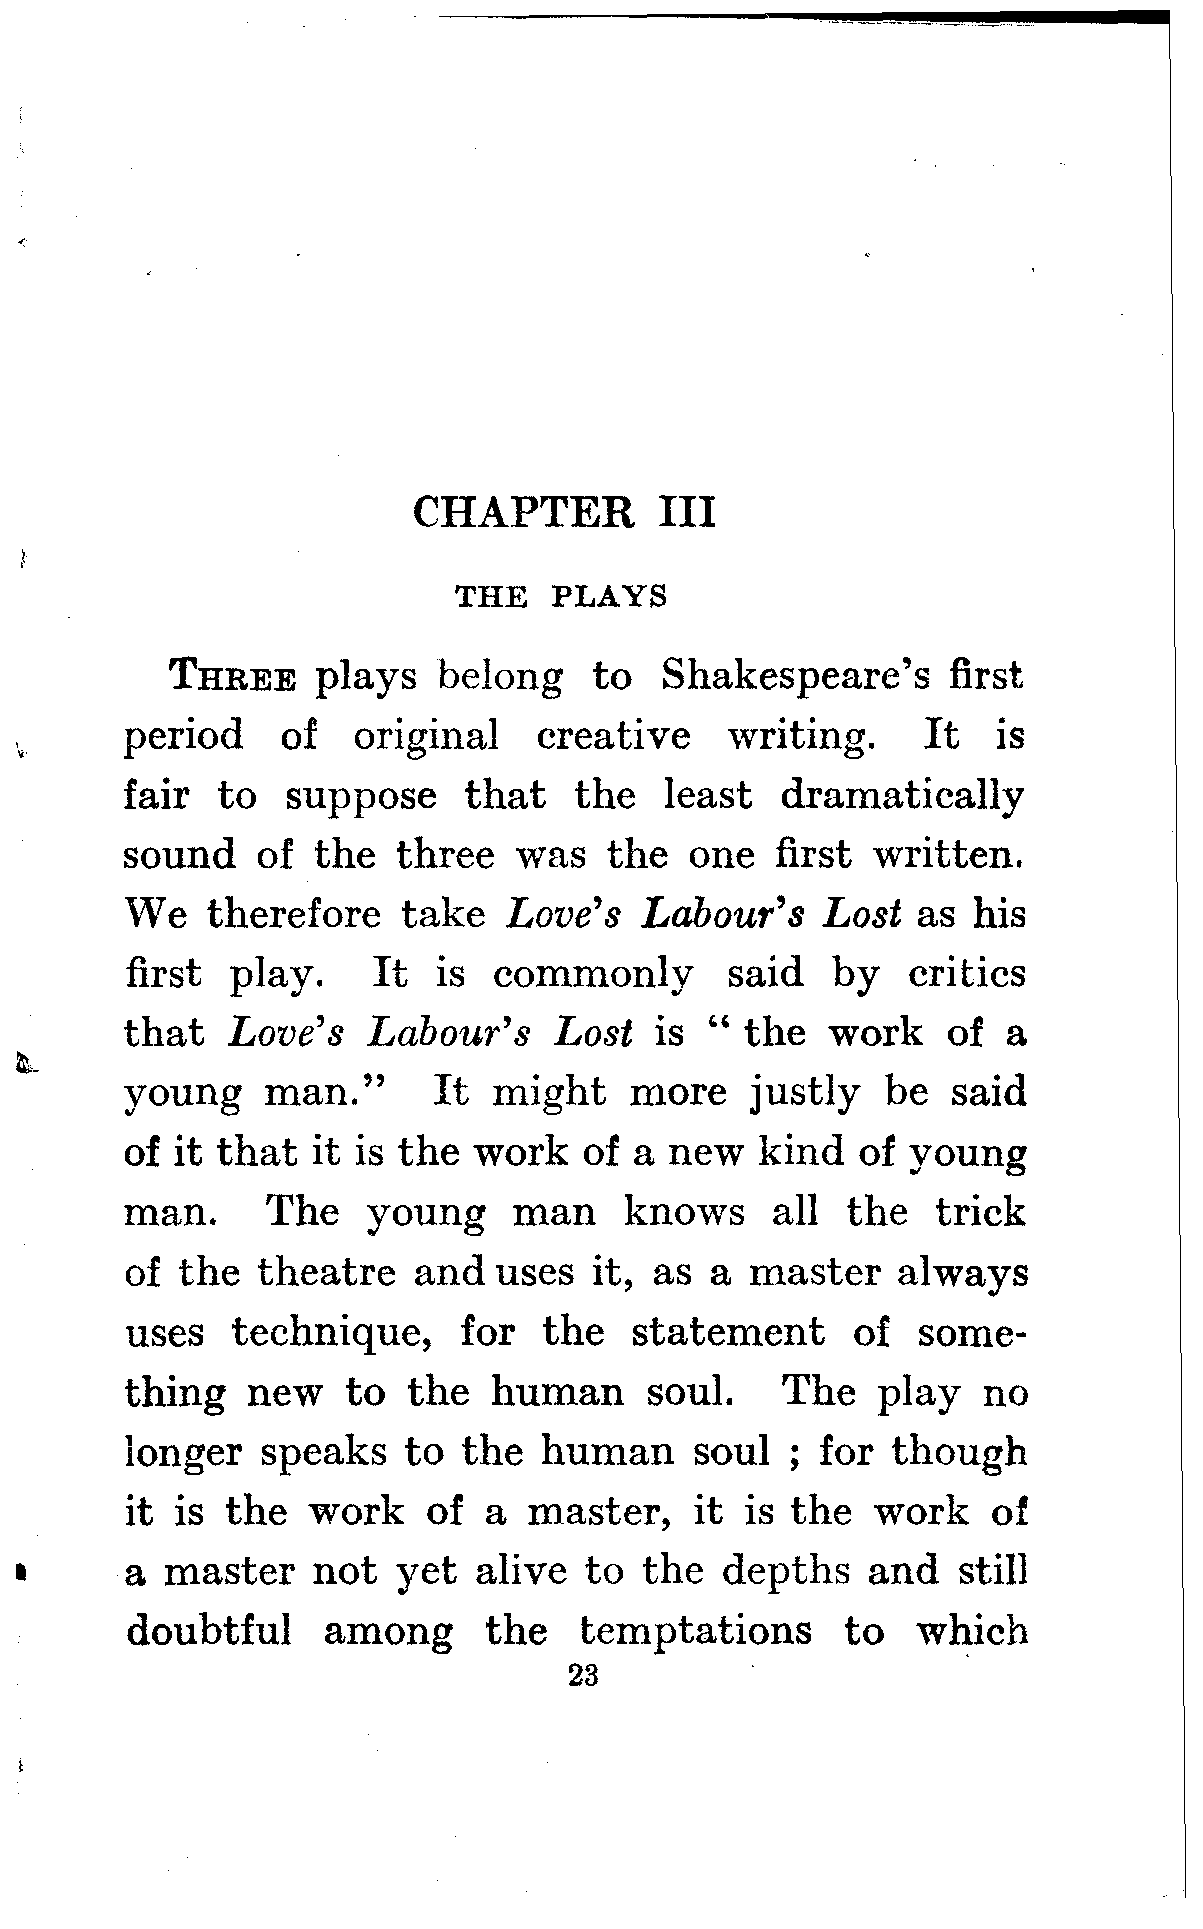 CHAPTER III
THE PLAYS
THREE plays belong to Shakespeare's first
period of original creative writing. It is
fair to suppose that the least dramatically
sound of the three was the one first written.
We therefore take Love's Labour's Lost as his
first play. It is commonly said by critics
that Love's Labour's Lost is “ the work of a
young man.” It might more justly be said
of it that it is the work of a new kind of young
man. The young man knows all the trick
of the theatre and uses it, as a master always
uses technique, for the statement of some-
thing new to the human soul. The play no
longer speaks to the human soul ; for though
it is the work of a master, it is the work of
a master not yet alive to the depths and still
doubtful among the temptations to which
23